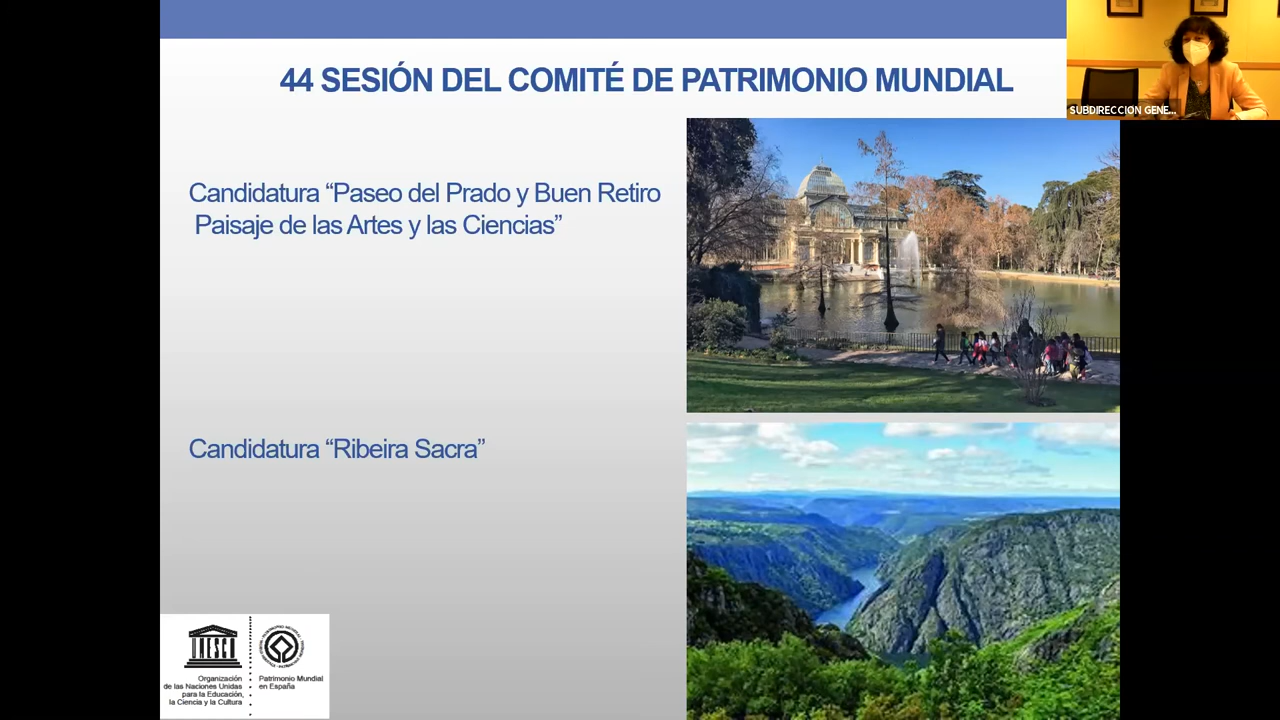 44 SESIÓN DEL COMITÉ DE PATRIMONIO MUNDIAL
SUBDIRECCION GENE...
Candidatura “Paseo del Prado y Buen Retiro
Paisaje de las Artes y las Ciencias”
Candidatura “Ribeira Sacra”
UNESCO
Organización
de las Naciones Unidas
para la Educación,
la Ciencia y la Cultura
Patrimonio Mundial
en España